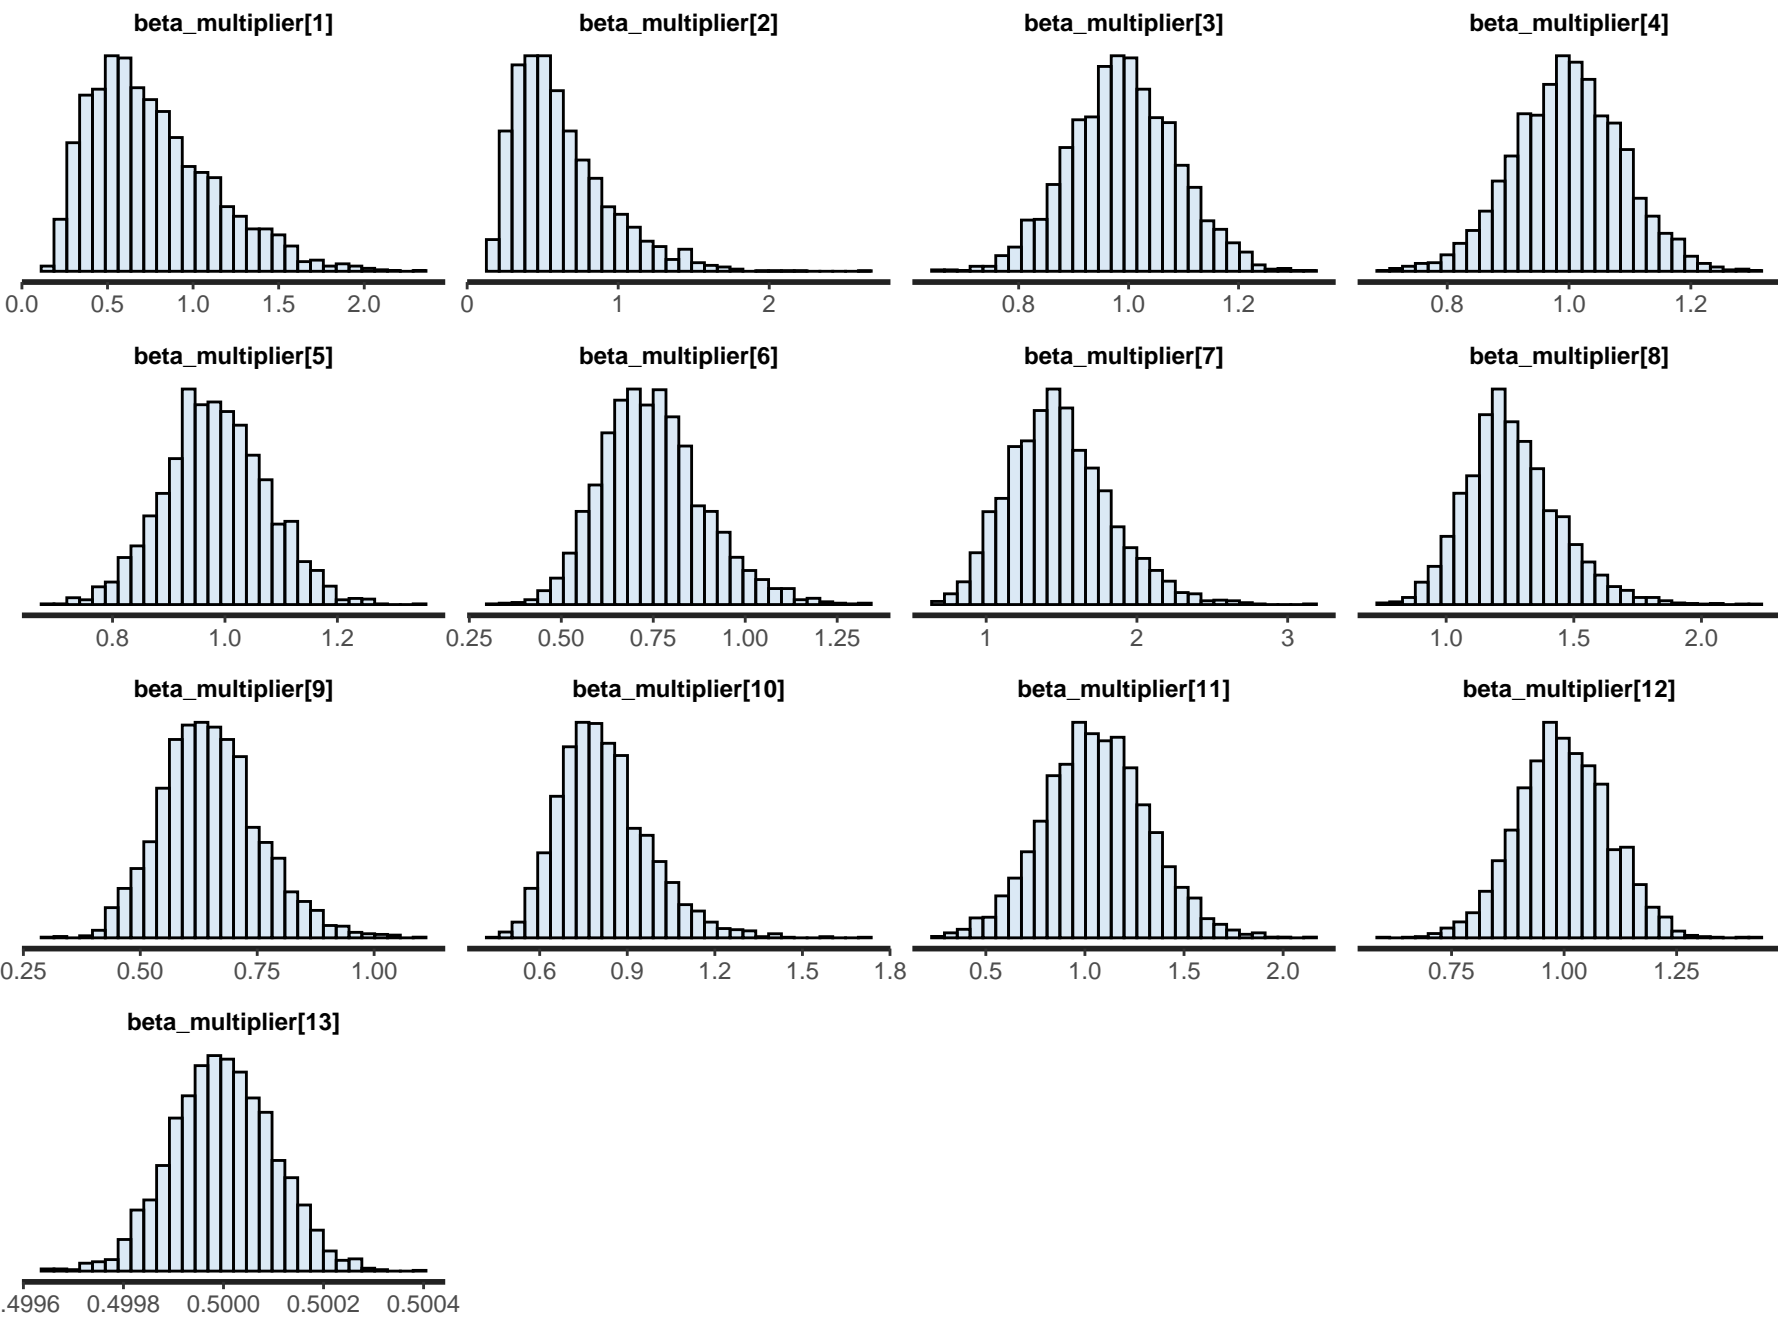 beta_multiplier[1] beta_multiplier[2] beta_multiplier[3] beta_multiplier[4]
0.0 0.5 1.0 1.5 2.0 0 1 2 0.8 1.0 1.2 0.8 1.0 1.2
beta_multiplier[5] beta_multiplier[6] beta_multiplier[7] beta_multiplier[8]
0.8 1.0 1.2 0.25 0.50 0.75 1.00 1.25 1 2 3 1.0 1.5 2.0
beta_multiplier[9] beta_multiplier[10] beta_multiplier[11] beta_multiplier[12]
0.25 0.50 0.75 1.00 0.6 0.9 1.2 1.5 1.8 0.5 1.0 1.5 2.0 0.75 1.00 1.25
beta_multiplier[13]
.4996 0.4998 0.5000 0.5002 0.5004